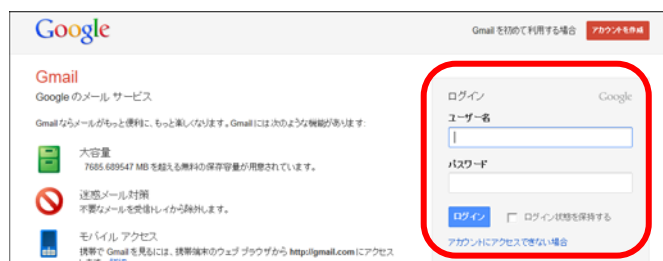 Google
Gmail を初めて利用する場合 アカウントを作成
Gmail
Google のメール サービス
Gmail ならメールがもっと便利に、もっと楽しくなります。Gmail には次のような機能があります:
大容量
7685.689547 MB を超える無料の保存容量が用意されています。
迷惑メール対策
不要なメールを受信トレイから除外します。
モバイル アクセス
携帯で Gmail を見るには、携帯端末のウェブ ブラウザから http://gmail.com にアクセス
ログイン Google
ユーザー名
パスワード
ログイン ログイン状態を保持する
アカウントにアクセスできない場合